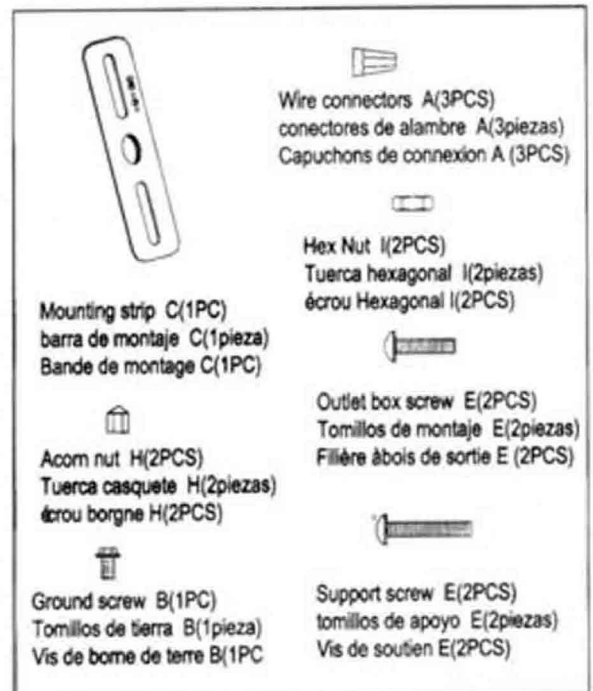 Mounting strip C(1PC)
barra de montaje C(1pieza)
Bande de montage C(1PC)
Acorn nut H(2PCS)
Tuerca casquete H(2piezas)
écrou borgne H(2PCS)
Ground screw B(1PC)
Tornillos de tierra B(1pieza)
Vis de borne de terre B(1PC
Wire connectors A(3PCS)
conectores de alambre A(3piezas)
Capuchons de connexion A (3PCS)
Hex Nut I(2PCS)
Tuerca hexagonal I(2piezas)
écrou Hexagonal I(2PCS)
Outlet box screw E(2PCS)
Tornillos de montaje E(2piezas)
Filière àbois de sortie E (2PCS)
Support screw E(2PCS)
tornillos de apoyo E(2piezas)
Vis de soutien E(2PCS)